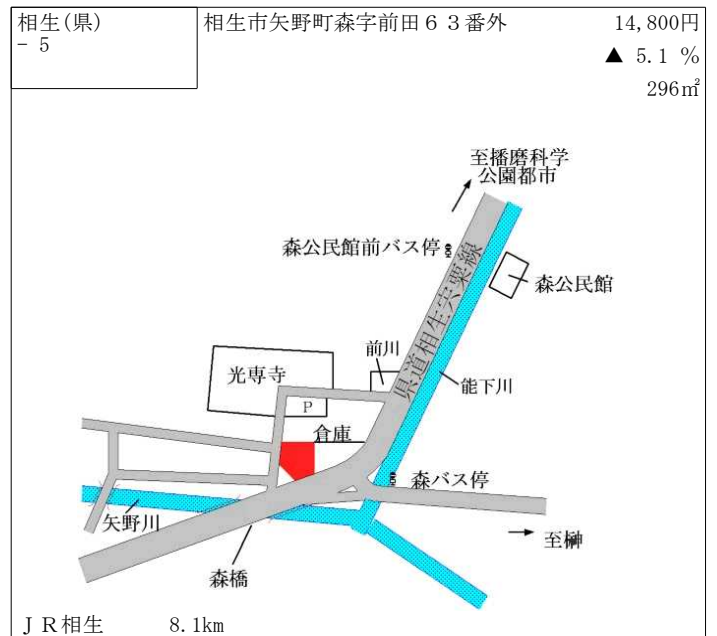 相生(県)
- 5
相生市矢野町森字前田６３番外
14,800円
▲ 5.1 %
296㎡
至播磨科学
公園都市
森公民館前バス停
森公民館
県道相生宍粟線
前川
光専寺
能下川
P
倉庫
森バス停
矢野川
至榊
森橋
ＪＲ相生 8.1km